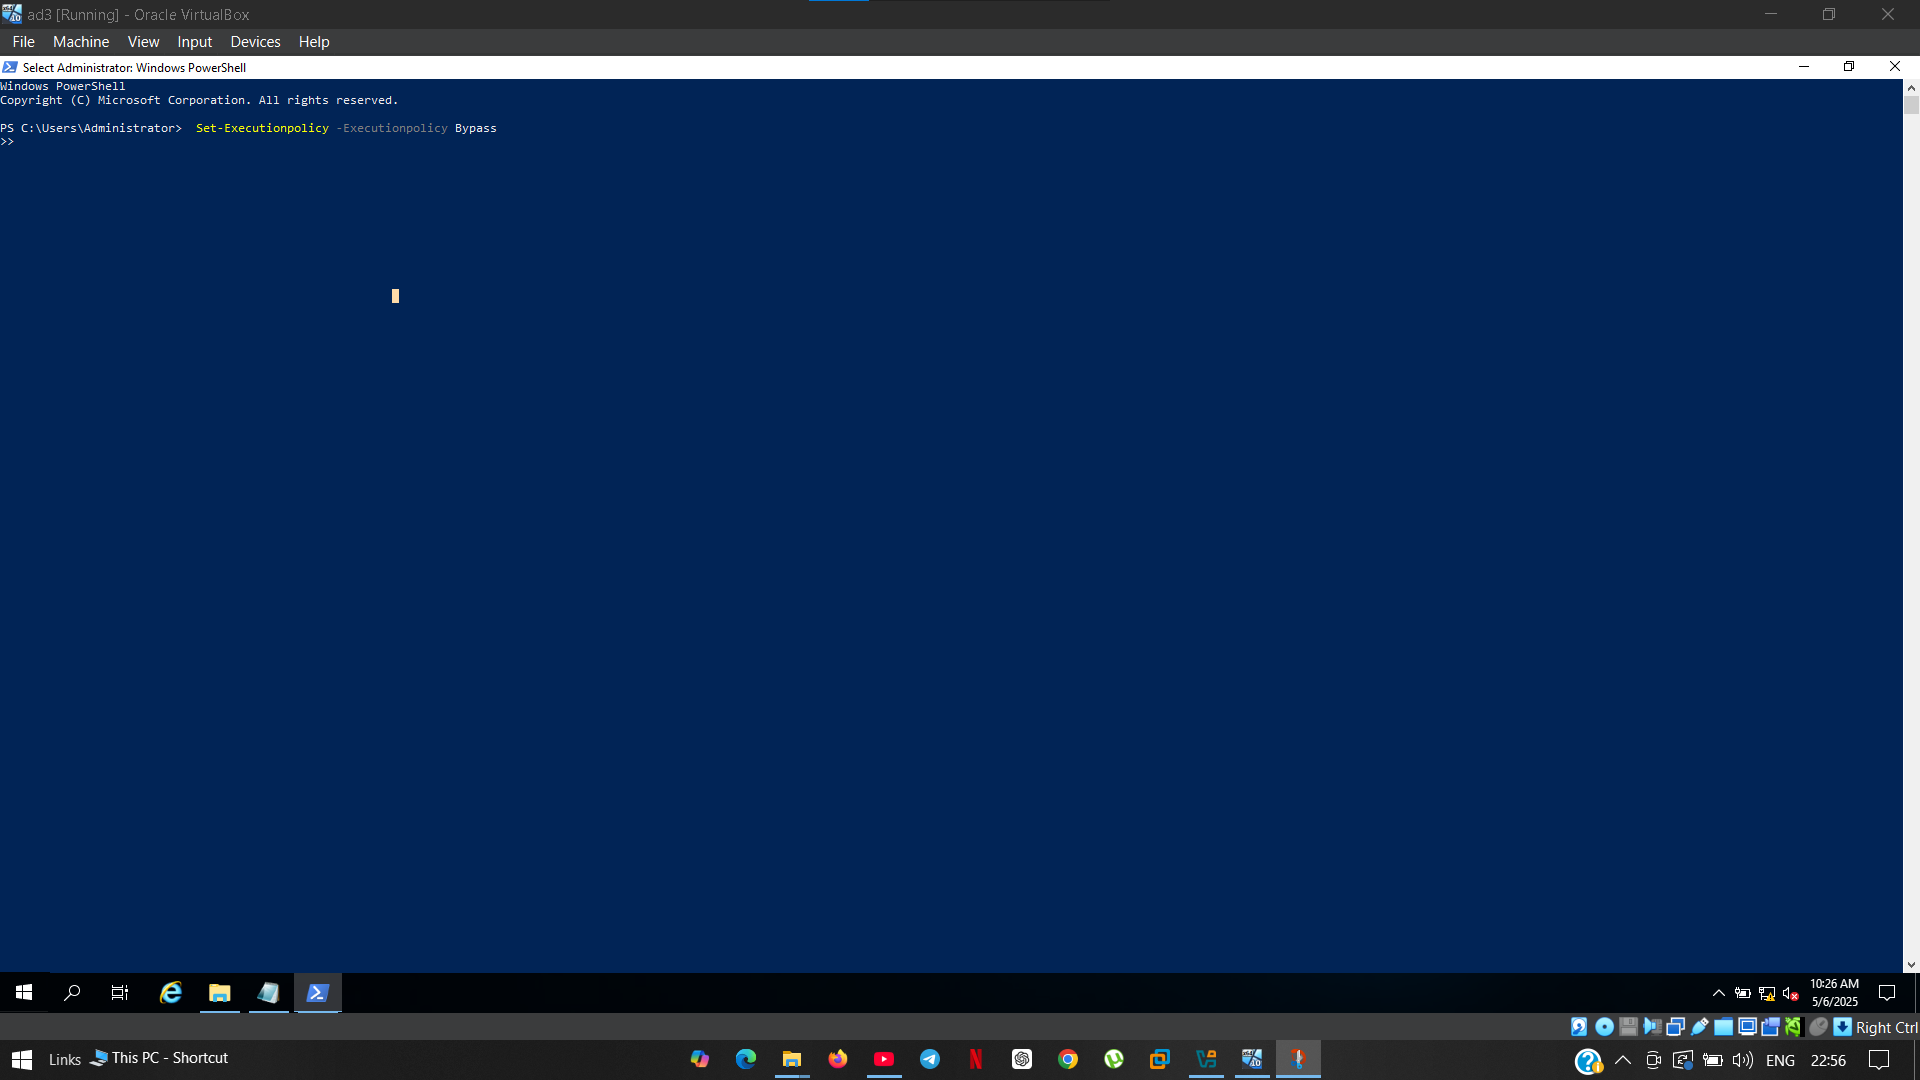 ad3 [Running] - Oracle VirtualBox
File Machine View Input Devices Help
Select Administrator: Windows PowerShell
Windows PowerShell
Copyright (C) Microsoft Corporation. All rights reserved.
PS C:\Users\Administrator>  Set-Executionpolicy -Executionpolicy Bypass
>>
10:26 AM
5/6/2025
Right Ctrl
Links This PC - Shortcut
ENG 22:56